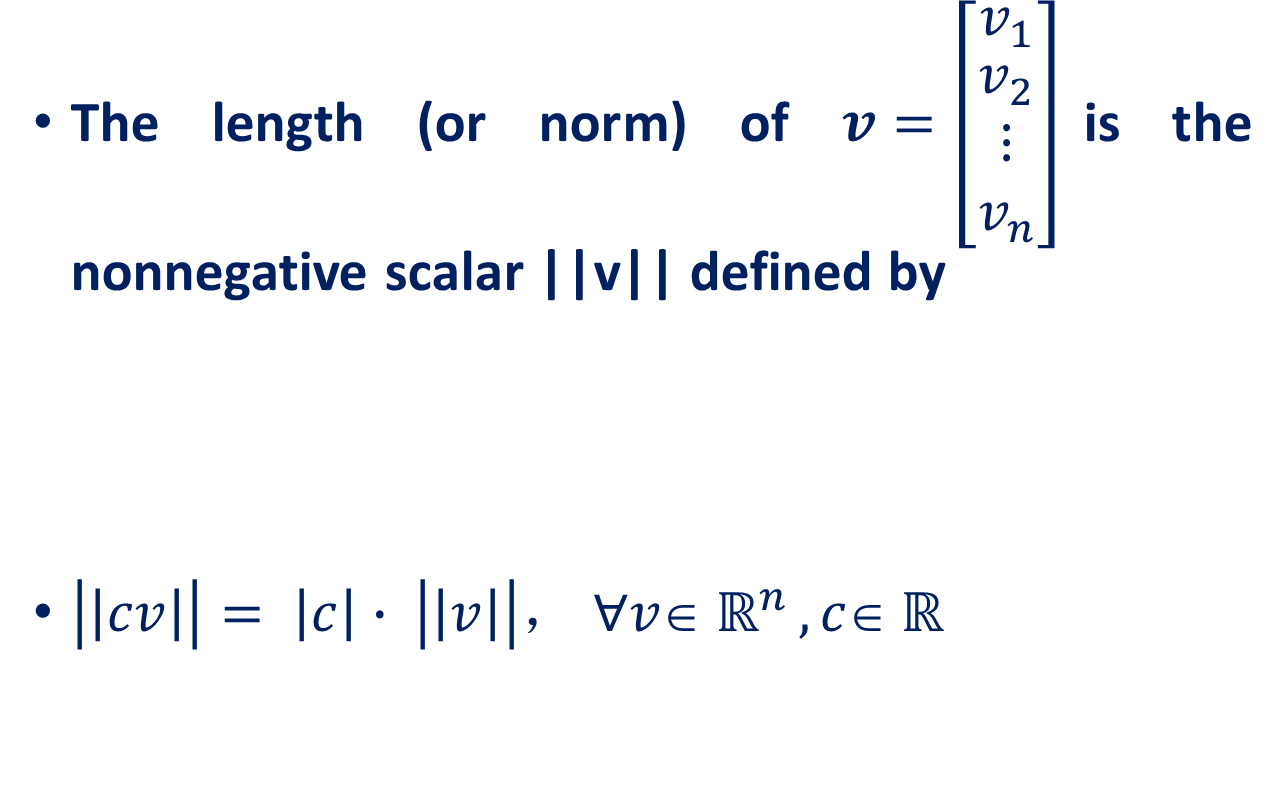 • The length (or norm) of 𝒗 = [v₁ v₂ ⋮ vₙ] is the
nonnegative scalar ||v|| defined by
• ||cv|| = |c| · ||v||, ∀v∈ ℝⁿ , c∈ ℝ